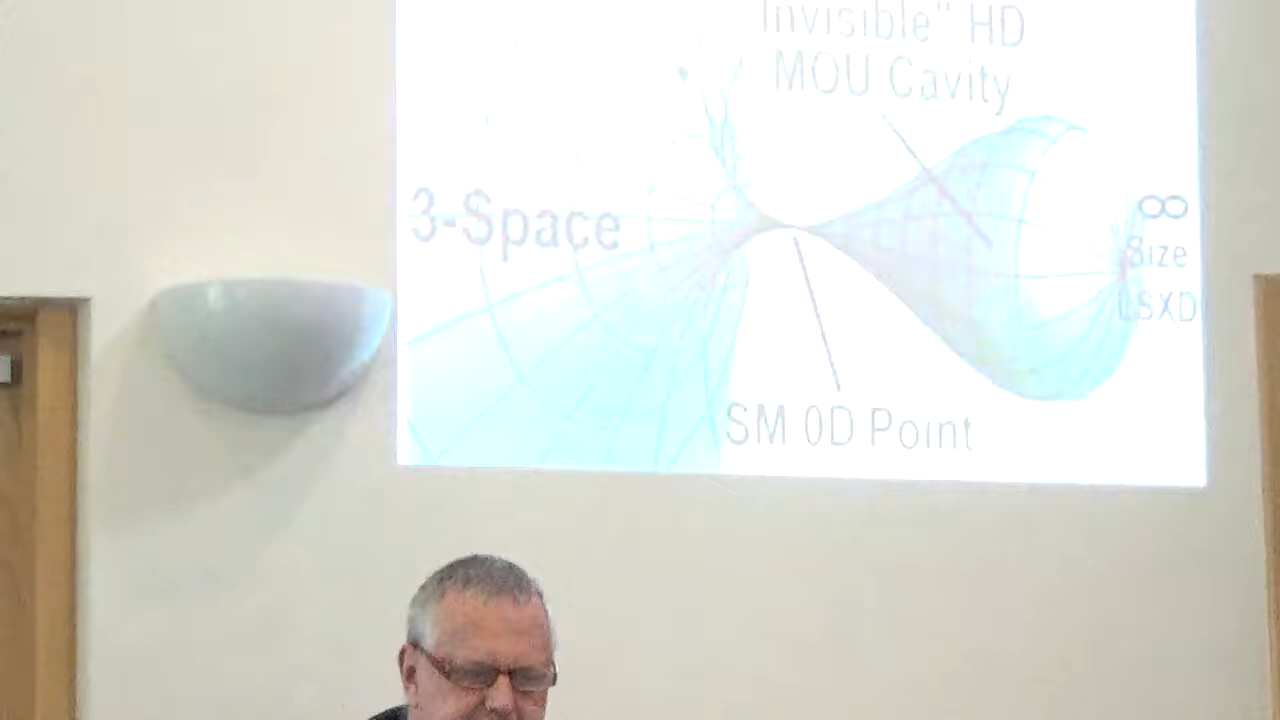 Invisible" HD
MOU Cavity
3-Space
∞
Size
LSXD
SM 0D Point